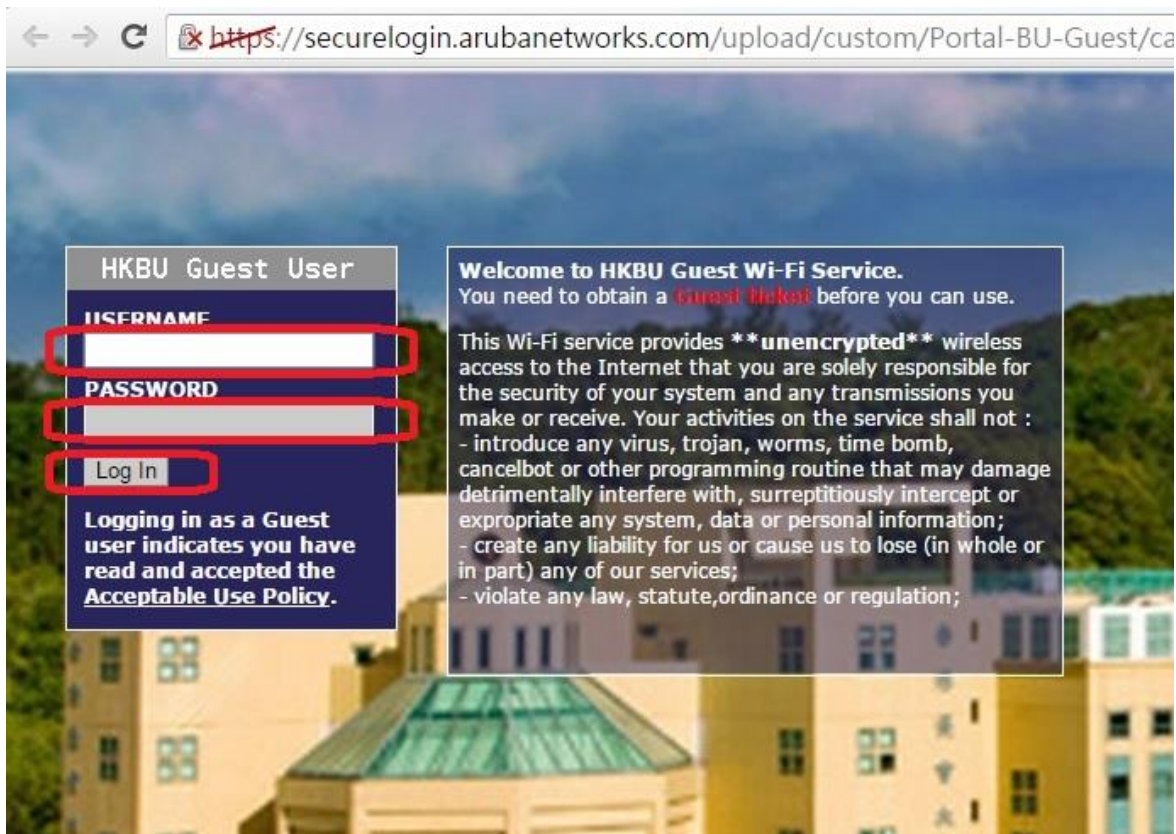 https://securelogin.arubanetworks.com/upload/custom/Portal-BU-Guest/ca
HKBU Guest User
USERNAME
PASSWORD
Log In
Logging in as a Guest
user indicates you have
read and accepted the
Acceptable Use Policy.
Welcome to HKBU Guest Wi-Fi Service.
You need to obtain a Guest ticket before you can use.
This Wi-Fi service provides **unencrypted** wireless
access to the Internet that you are solely responsible for
the security of your system and any transmissions you
make or receive. Your activities on the service shall not :
- introduce any virus, trojan, worms, time bomb,
cancelbot or other programming routine that may damage
detrimentally interfere with, surreptitiously intercept or
expropriate any system, data or personal information;
- create any liability for us or cause us to lose (in whole or
in part) any of our services;
- violate any law, statute,ordinance or regulation;